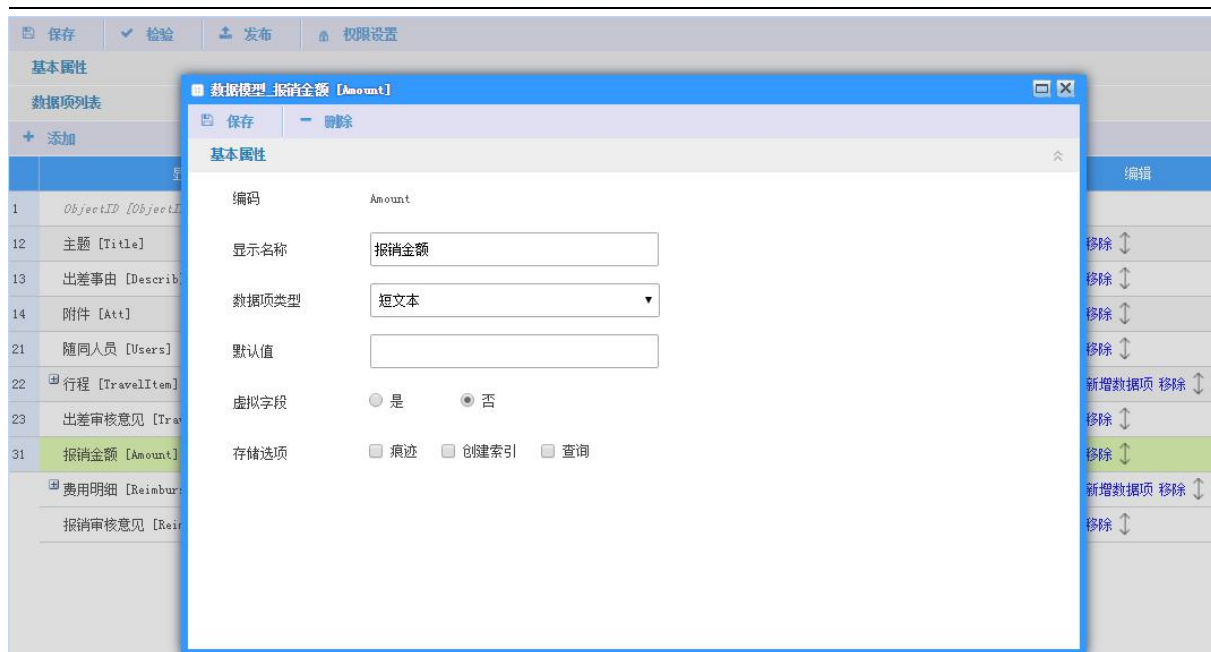 保存 检验 发布 权限设置
基本属性
数据项列表
添加
数据模型_报销金额 [Amount]
保存 删除
基本属性
编码 Amount
显示名称 报销金额
数据项类型 短文本
默认值
虚拟字段 是 否
存储选项 痕迹 创建索引 查询
编辑
1 ObjectID [ObjectI
12 主题 [Title] 移除
13 出差事由 [Describ 移除
14 附件 [Att] 移除
21 随同人员 [Users] 移除
22 行程 [TravelItem] 新增数据项 移除
23 出差审核意见 [Tra 移除
31 报销金额 [Amount] 移除
费用明细 [Reimbur 新增数据项 移除
报销审核意见 [Rei 移除